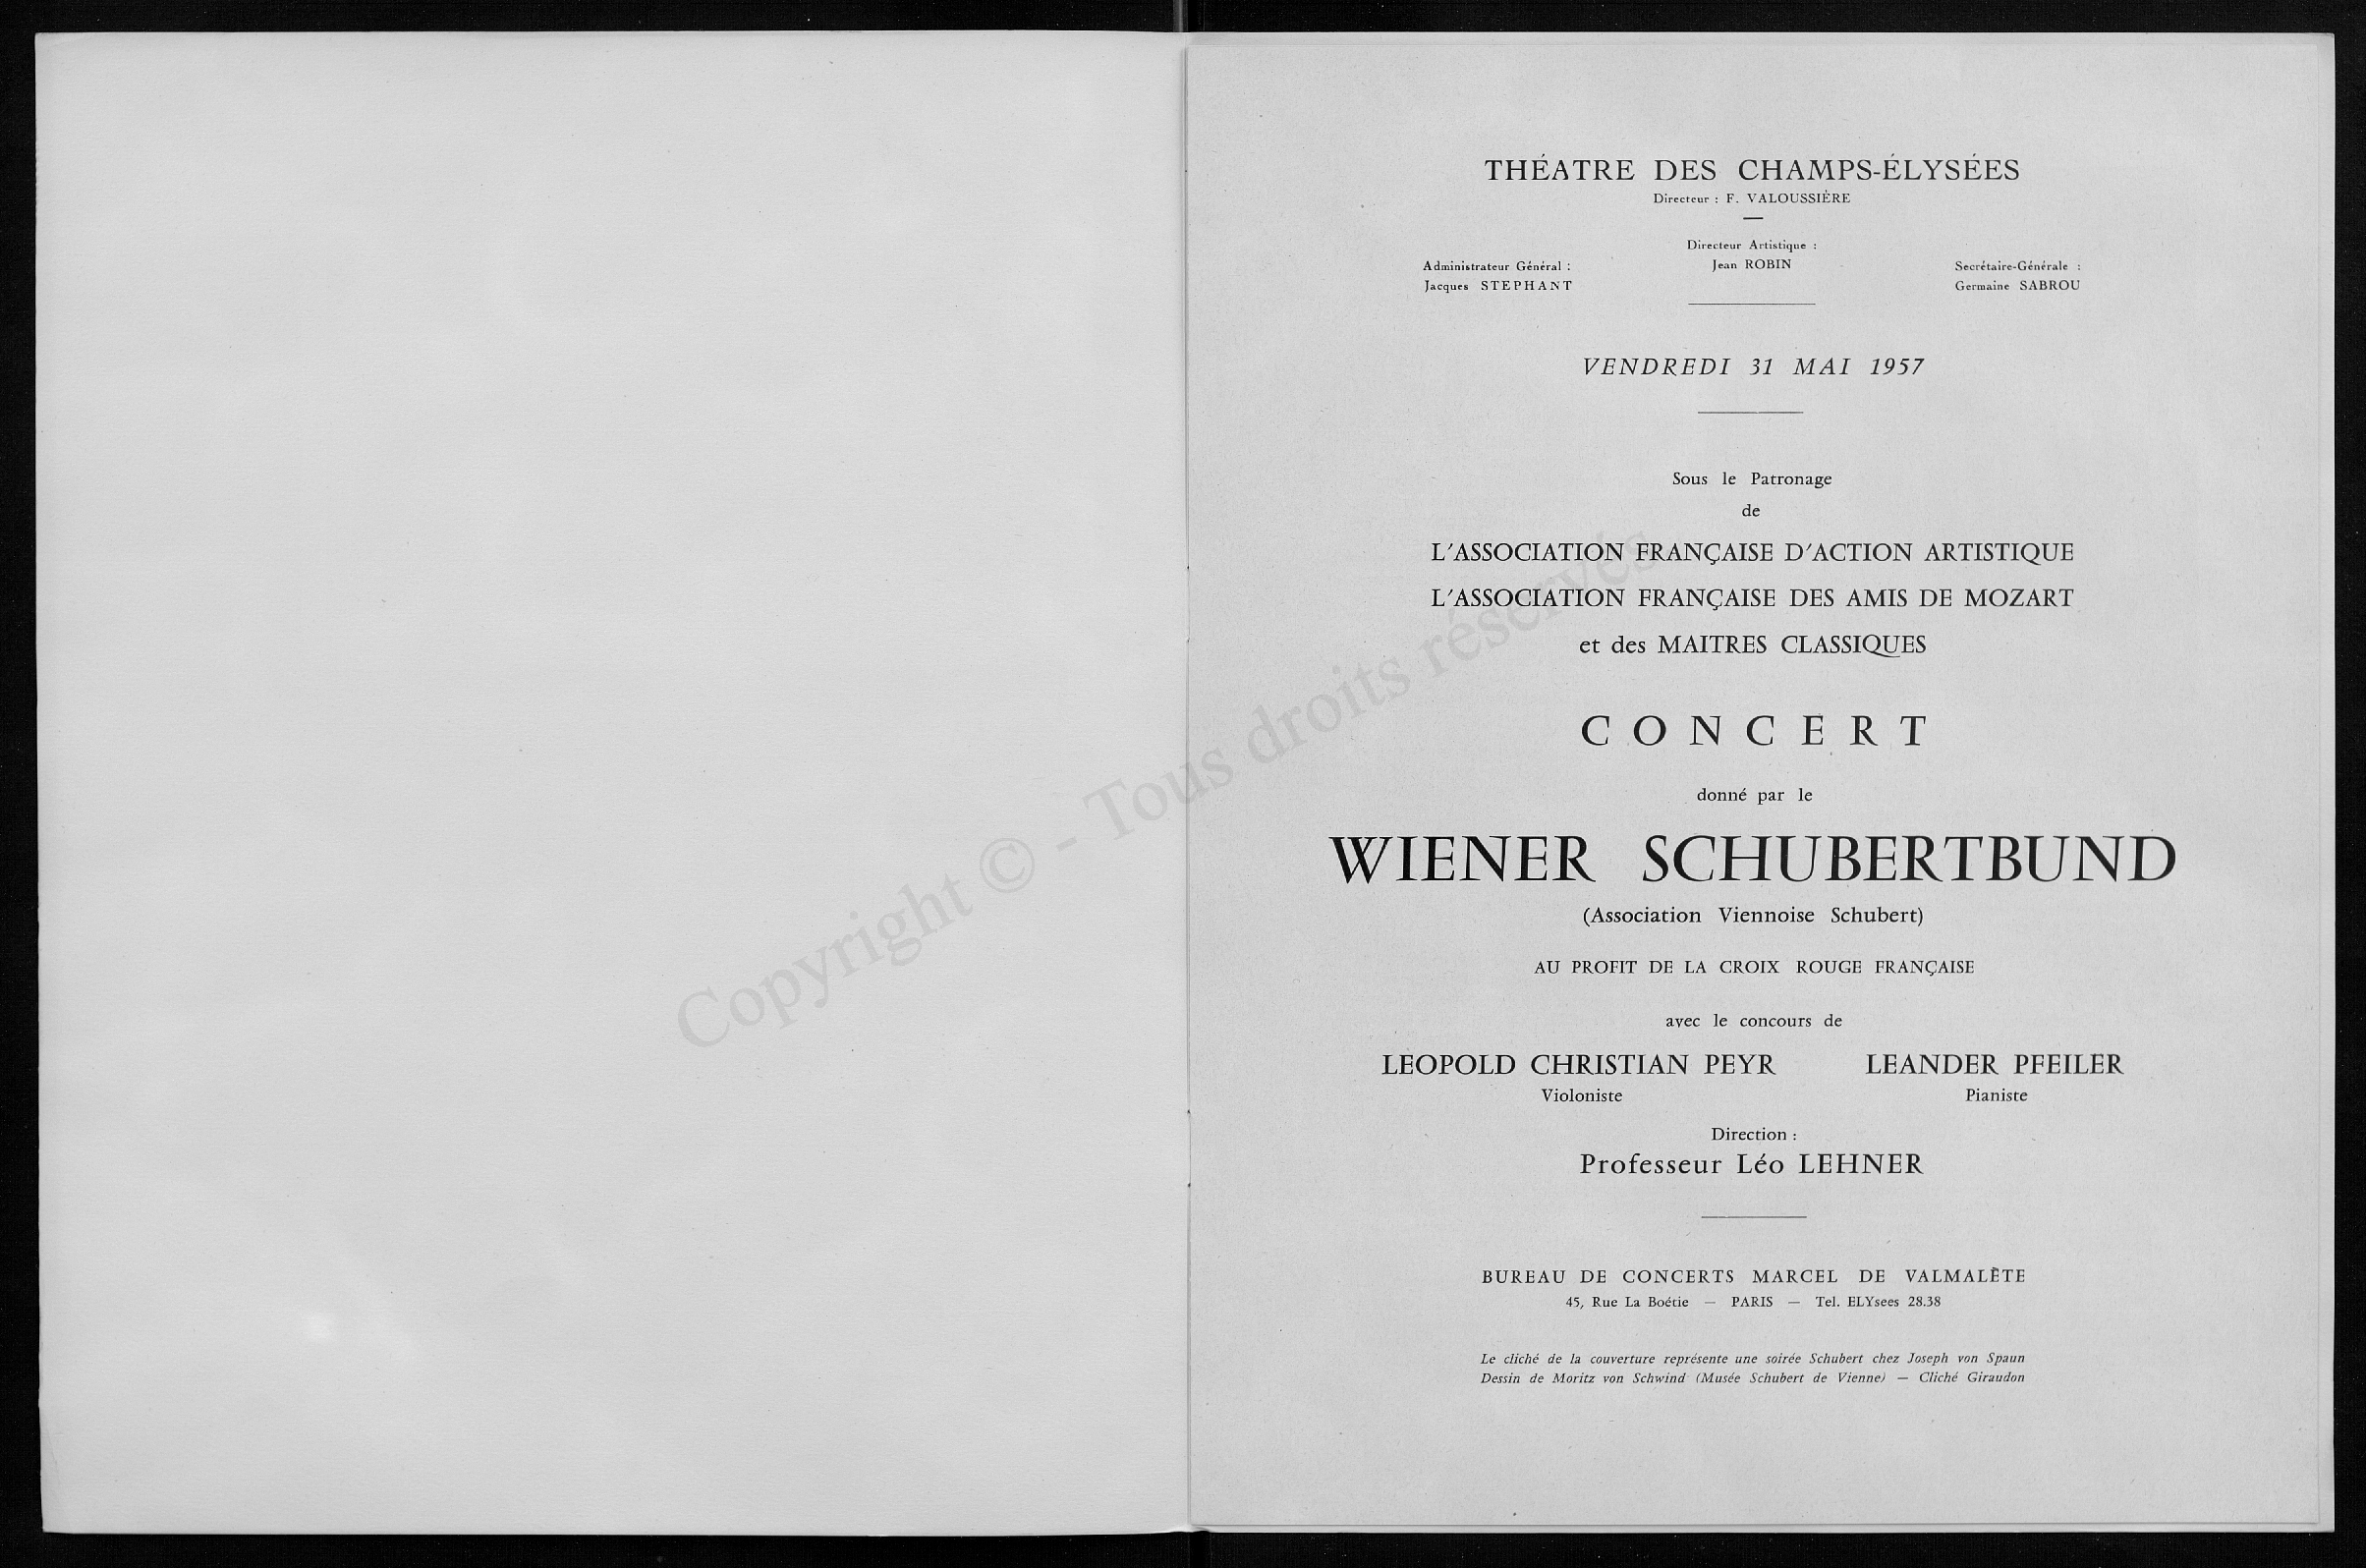 THÉATRE DES CHAMPS-ÉLYSÉES
Directeur : F. VALOUSSIÈRE
Directeur Artistique :
Jean ROBIN
Administrateur Général :
Jacques STEPHANT
Secrétaire-Générale :
Germaine SABROU
VENDREDI 31 MAI 1957
Sous le Patronage
de
L'ASSOCIATION FRANÇAISE D'ACTION ARTISTIQUE
L'ASSOCIATION FRANÇAISE DES AMIS DE MOZART
et des MAITRES CLASSIQUES
CONCERT
donné par le
WIENER SCHUBERTBUND
(Association Viennoise Schubert)
AU PROFIT DE LA CROIX ROUGE FRANÇAISE
avec le concours de
LEOPOLD CHRISTIAN PEYR
Violoniste
LEANDER PFEILER
Pianiste
Direction :
Professeur Léo LEHNER
BUREAU DE CONCERTS MARCEL DE VALMALÈTE
45, Rue La Boétie — PARIS — Tel. ELYsees 28.38
Le cliché de la couverture représente une soirée Schubert chez Joseph von Spaun
Dessin de Moritz von Schwind (Musée Schubert de Vienne) — Cliché Giraudon
Copyright © - Tous droits réservés